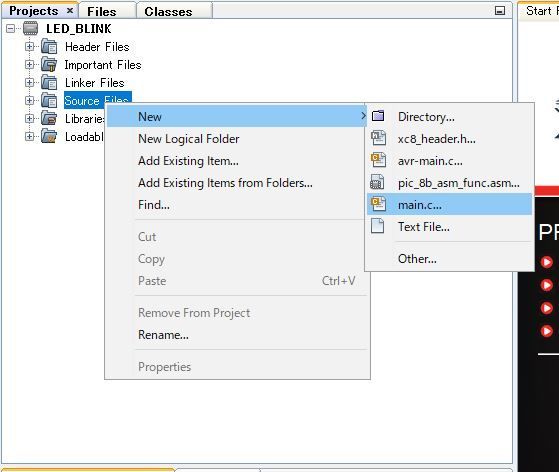 Projects × Files Classes
Start
LED_BLINK
Header Files
Important Files
Linker Files
Source Files
Libraries
Loadabl
New
New Logical Folder
Add Existing Item...
Add Existing Items from Folders...
Find...
Cut
Copy
Paste Ctrl+V
Remove From Project
Rename...
Properties
Directory...
xc8_header.h...
avr-main.c...
pic_8b_asm_func.asm...
main.c...
Text File...
Other...